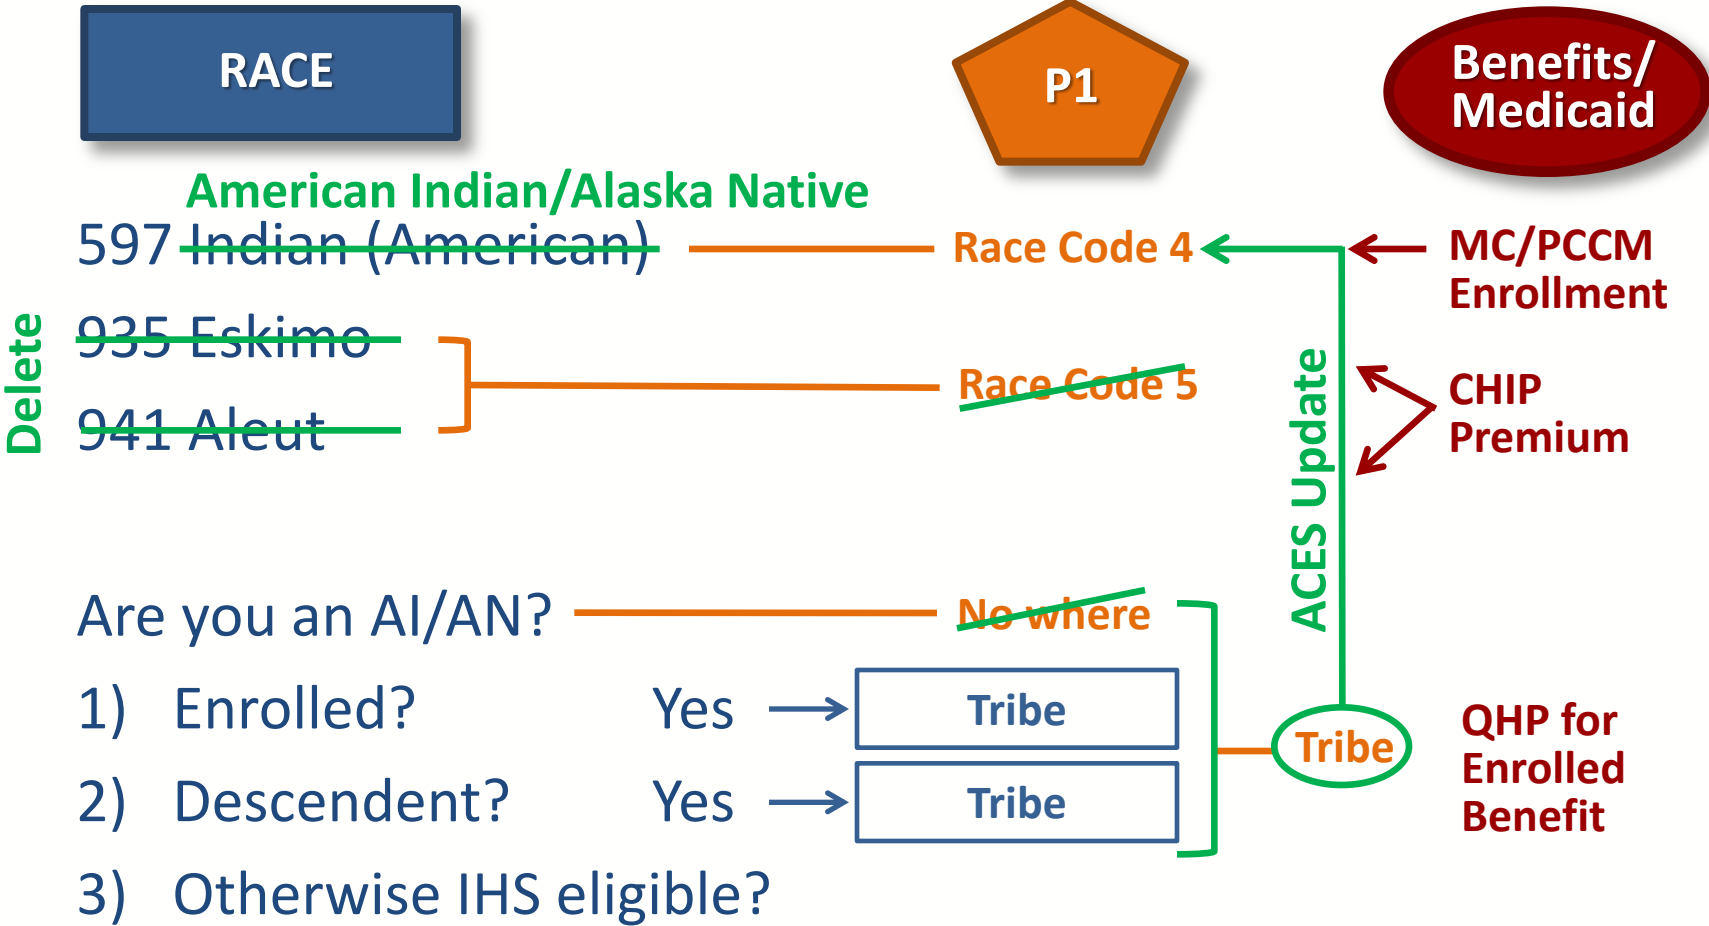 RACE
P1
Benefits/
Medicaid
American Indian/Alaska Native
597 Indian (American)
Race Code 4
MC/PCCM
Enrollment
Delete
935 Eskimo
941 Aleut
Race Code 5
CHIP
Premium
ACES Update
Are you an AI/AN?
No where
1) Enrolled? Yes Tribe
2) Descendent? Yes Tribe
3) Otherwise IHS eligible?
Tribe
QHP for
Enrolled
Benefit